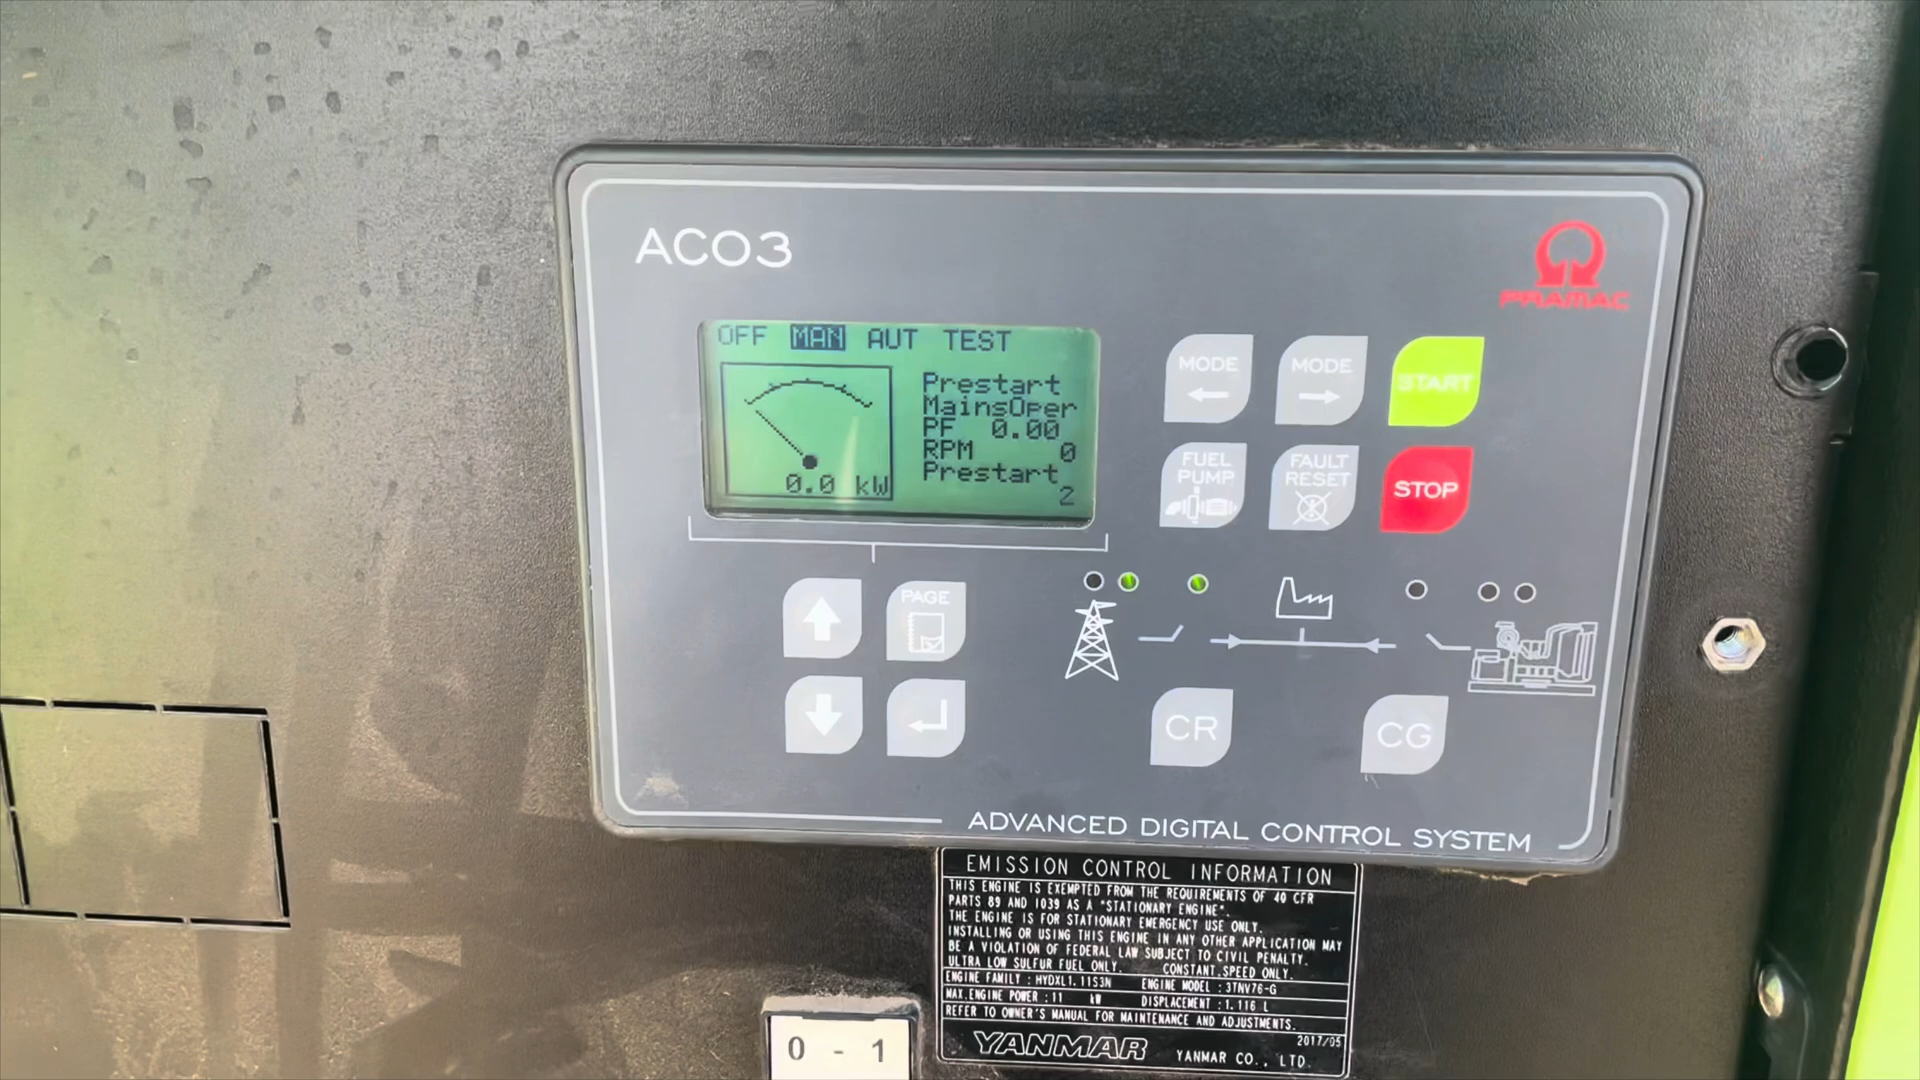 ACO3
PRAMAC
OFF MAN AUT TEST
Prestart
MainsOper
PF 0.00
RPM 0
Prestart
2
0.0 kW
MODE
MODE
START
FUEL PUMP
FAULT RESET
STOP
PAGE
CR
CG
ADVANCED DIGITAL CONTROL SYSTEM
EMISSION CONTROL INFORMATION
THIS ENGINE IS EXEMPTED FROM THE REQUIREMENTS OF 40 CFR
PARTS 89 AND 1039 AS A "STATIONARY ENGINE".
THE ENGINE IS FOR STATIONARY EMERGENCY USE ONLY.
INSTALLING OR USING THIS ENGINE IN ANY OTHER APPLICATION MAY
BE A VIOLATION OF FEDERAL LAW SUBJECT TO CIVIL PENALTY.
ULTRA LOW SULFUR FUEL ONLY. CONSTANT.SPEED ONLY.
ENGINE FAMILY : HYDXL1.11S3N ENGINE MODEL : 3TNV76-G
MAX.ENGINE POWER : 11 kW DISPLACEMENT : 1.116 L
REFER TO OWNER'S MANUAL FOR MAINTENANCE AND ADJUSTMENTS.
2017/05
YANMAR YANMAR CO., LTD.
0 - 1